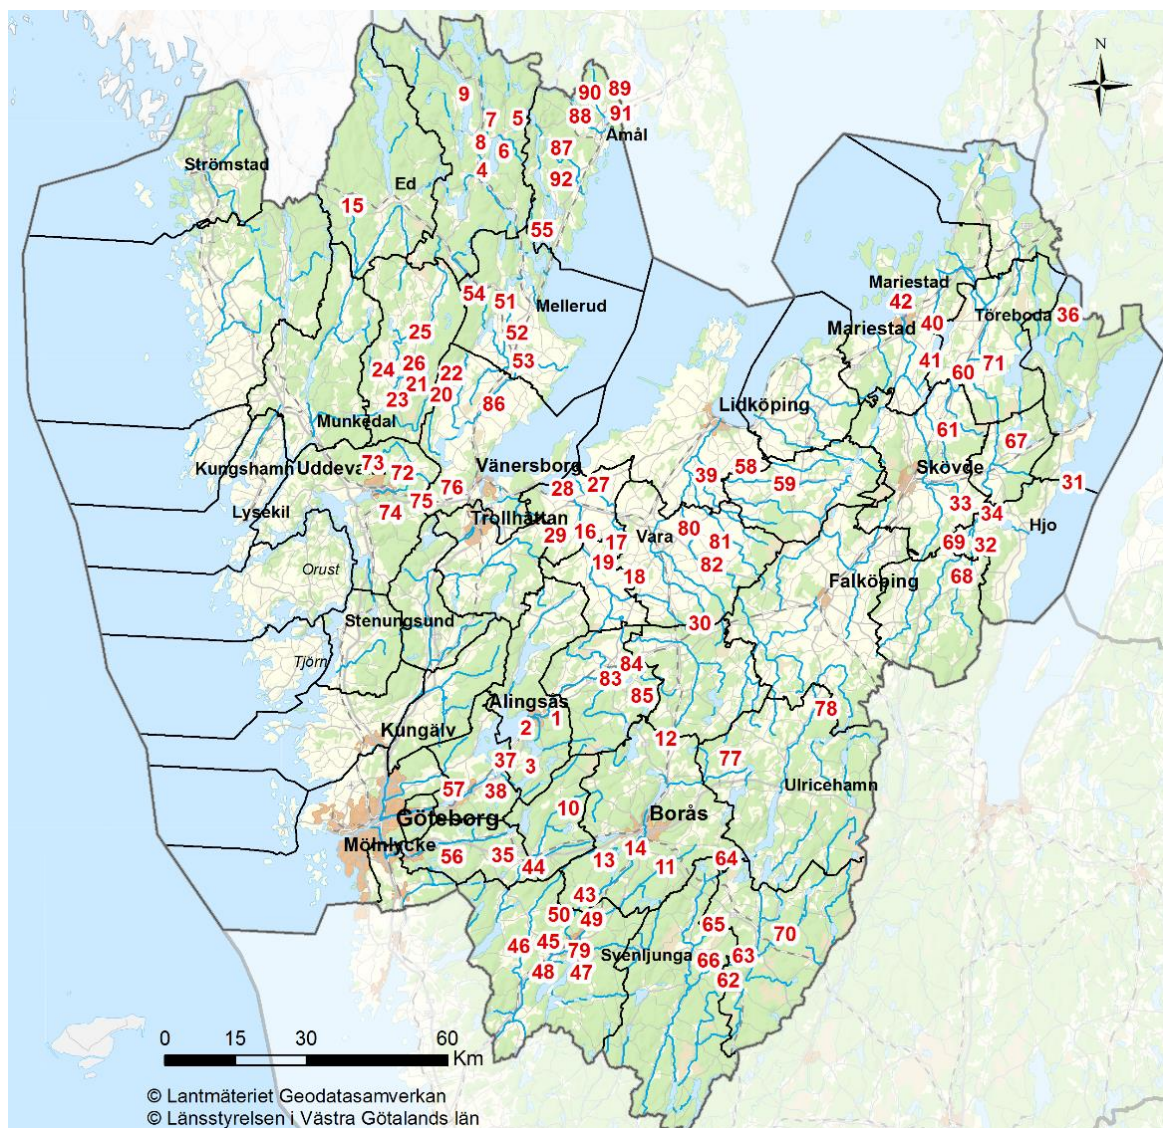 N
9
90
89
7
5
88
91
Åmål
8
6
87
Strömstad
4
92
Ed
15
55
54
51
Mellerud
Mariestad
42
40
Töreboda
36
Mariestad
25
52
41
60
71
24
26
22
53
21
20
23
86
Lidköping
Munkedal
61
67
73
Kungshamn
Uddeva
72
Vänersborg
58
Skövde
39
27
59
31
76
28
75
33
34
Lysekil
74
Trollhättan
Hjo
16
80
29
17
Vara
81
69
32
19
82
Orust
18
Falköping
68
Stenungsund
30
Tjörn
84
83
85
Alingsås
1
78
2
Kungälv
12
37
3
77
57
38
Ulricehamn
10
Göteborg
Borås
Mölnlycke
56
35
14
13
64
44
11
43
50
49
65
70
46
45
79
Svenljunga
66
63
48
47
62
0 15 30 60
Km
© Lantmäteriet Geodatasamverkan
© Länsstyrelsen i Västra Götalands län